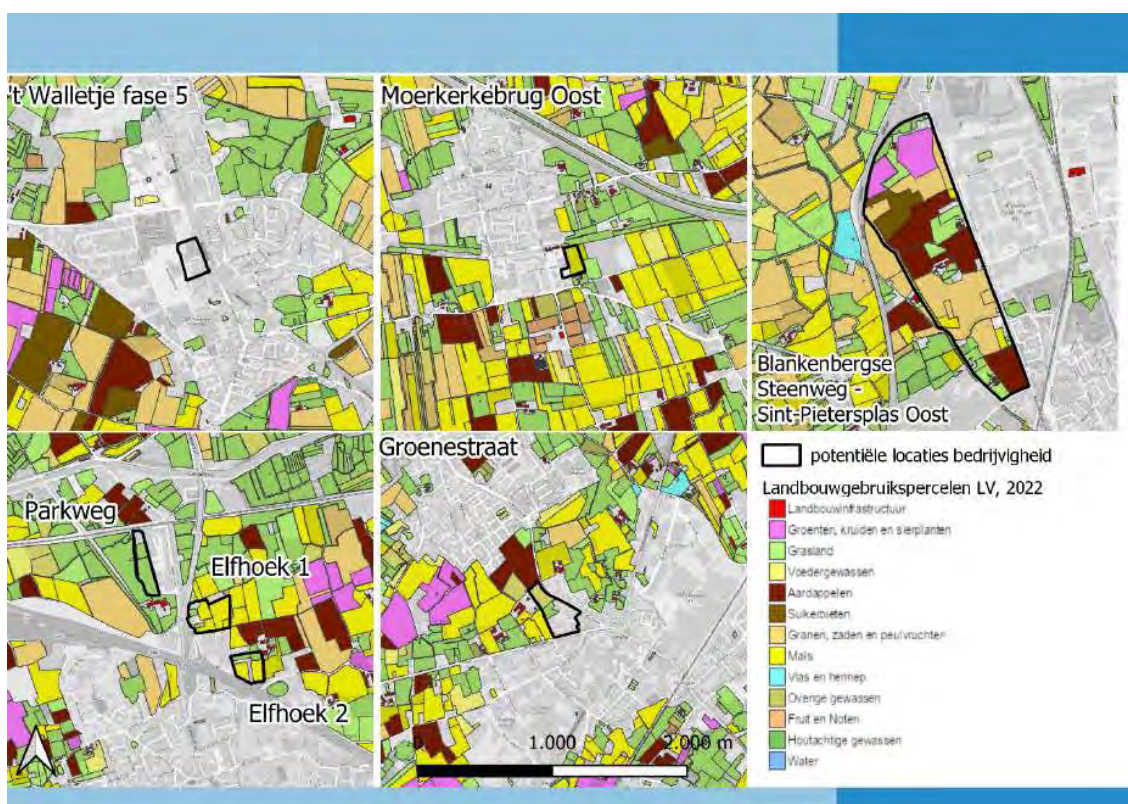 't Walletje fase 5
Moerkerkebrug Oost
Blankenbergse
Steenweg -
Sint-Pietersplas Oost
Parkweg
Elfhoek 1
Elfhoek 2
Groenestraat
0 1.000 2.000 m
potentiële locaties bedrijvigheid
Landbouwgebruikspercelen LV, 2022
Landbouwinfrastructuur
Groenten, kruiden en sierplanten
Grasland
Voedergewassen
Aardappelen
Suikerbieten
Granen, zaden en peulvruchten
Maïs
Vlas en hennep
Overige gewassen
Fruit en Noten
Houtachtige gewassen
Water